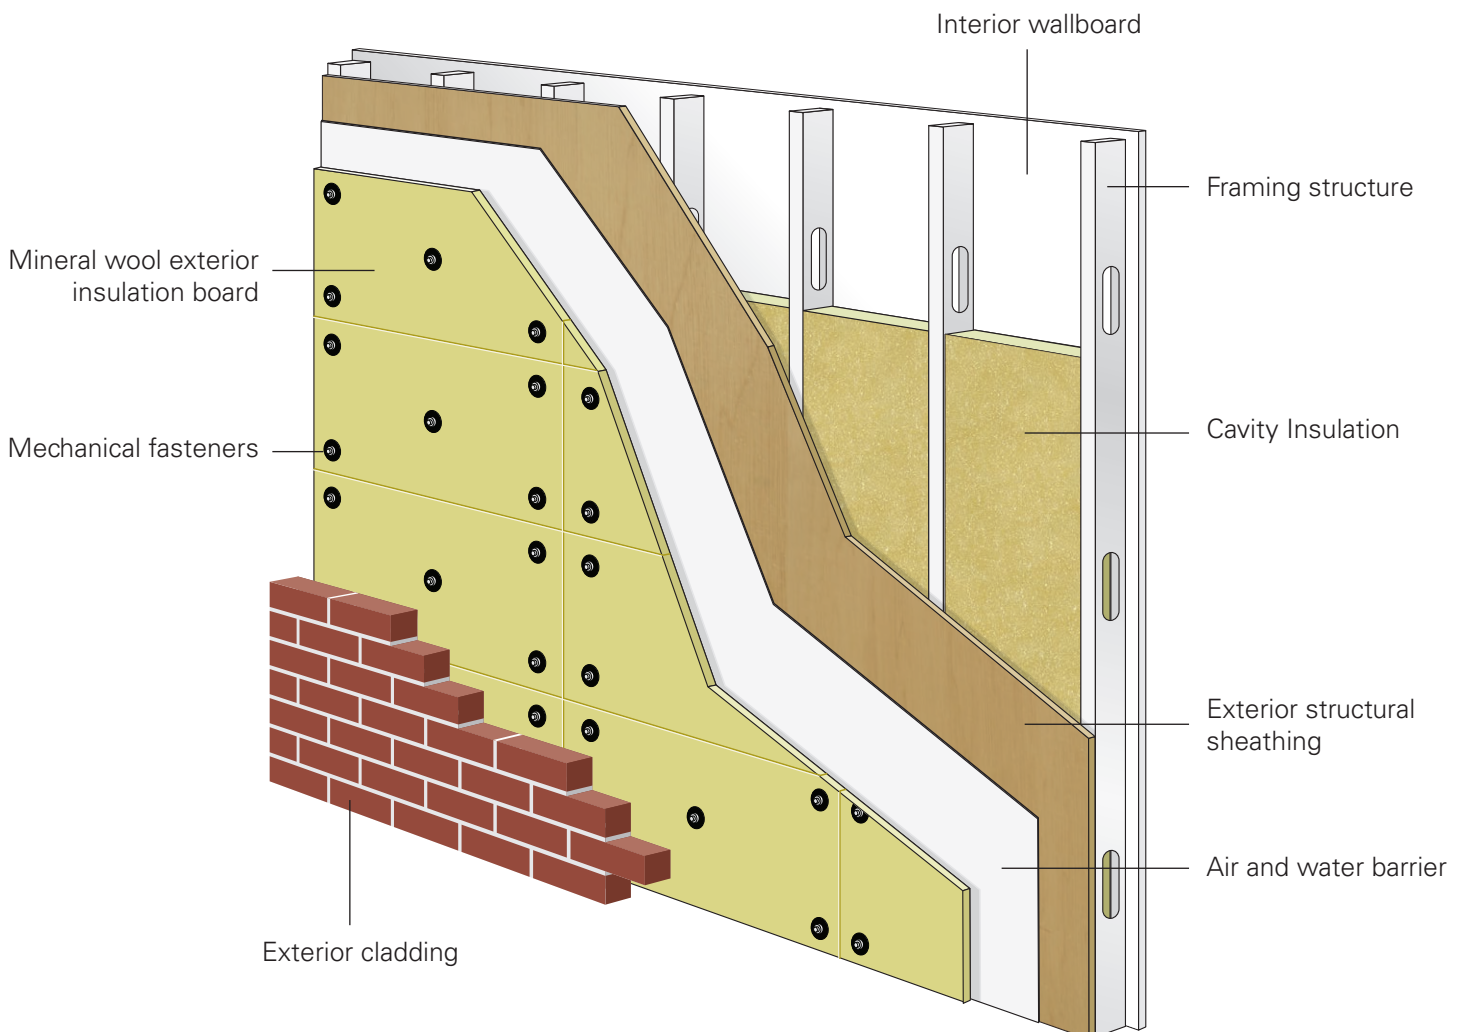 Interior wallboard
Framing structure
Mineral wool exterior
insulation board
Cavity Insulation
Mechanical fasteners
Exterior structural
sheathing
Air and water barrier
Exterior cladding